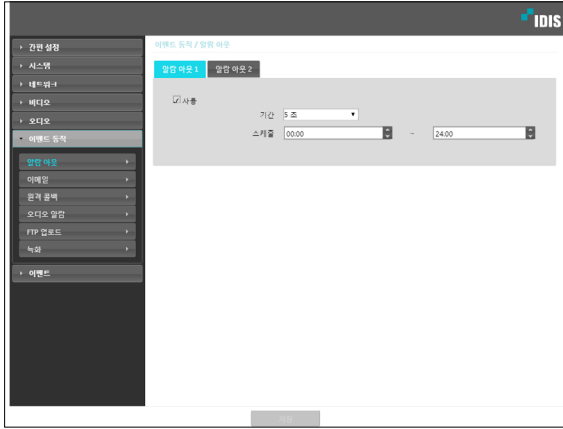 IDIS
간편 설정
시스템
네트워크
비디오
오디오
이벤트 동작
알람 아웃
이메일
원격 콜백
오디오 알람
FTP 업로드
녹화
이벤트
이벤트 동작 / 알람 아웃
알람 아웃 1 알람 아웃 2
사용
기간 5 초
스케줄 00:00 ~ 24:00
저장